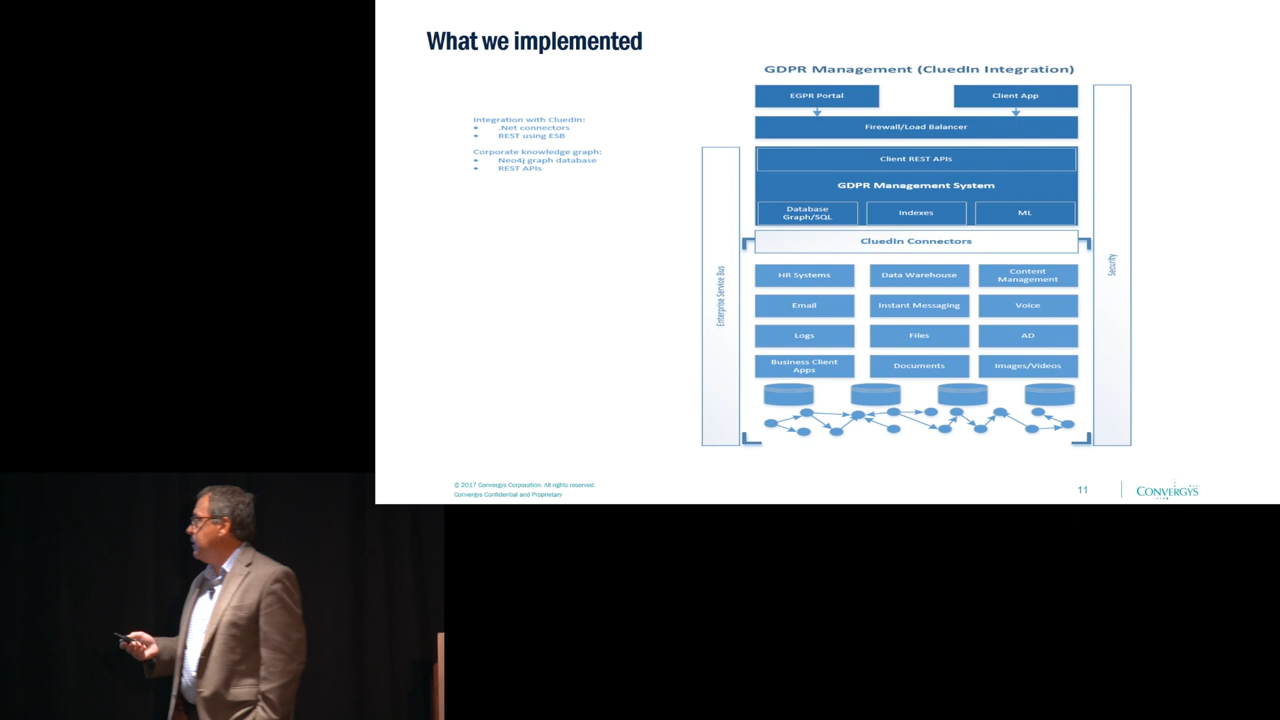 What we implemented
GDPR Management (CluedIn Integration)
Integration with CluedIn:
• .Net connectors
• REST using ESB
Corporate knowledge graph:
• Neo4j graph database
• REST APIs
EGPR Portal
Client App
Firewall/Load Balancer
Client REST APIs
GDPR Management System
Database
Graph/SQL
Indexes
ML
CluedIn Connectors
HR Systems
Data Warehouse
Content
Management
Email
Instant Messaging
Voice
Logs
Files
AD
Business Client
Apps
Documents
Images/Videos
Enterprise Service Bus
Security
© 2017 Convergys Corporation. All rights reserved.
Convergys Confidential and Proprietary
11
CONVERGYS